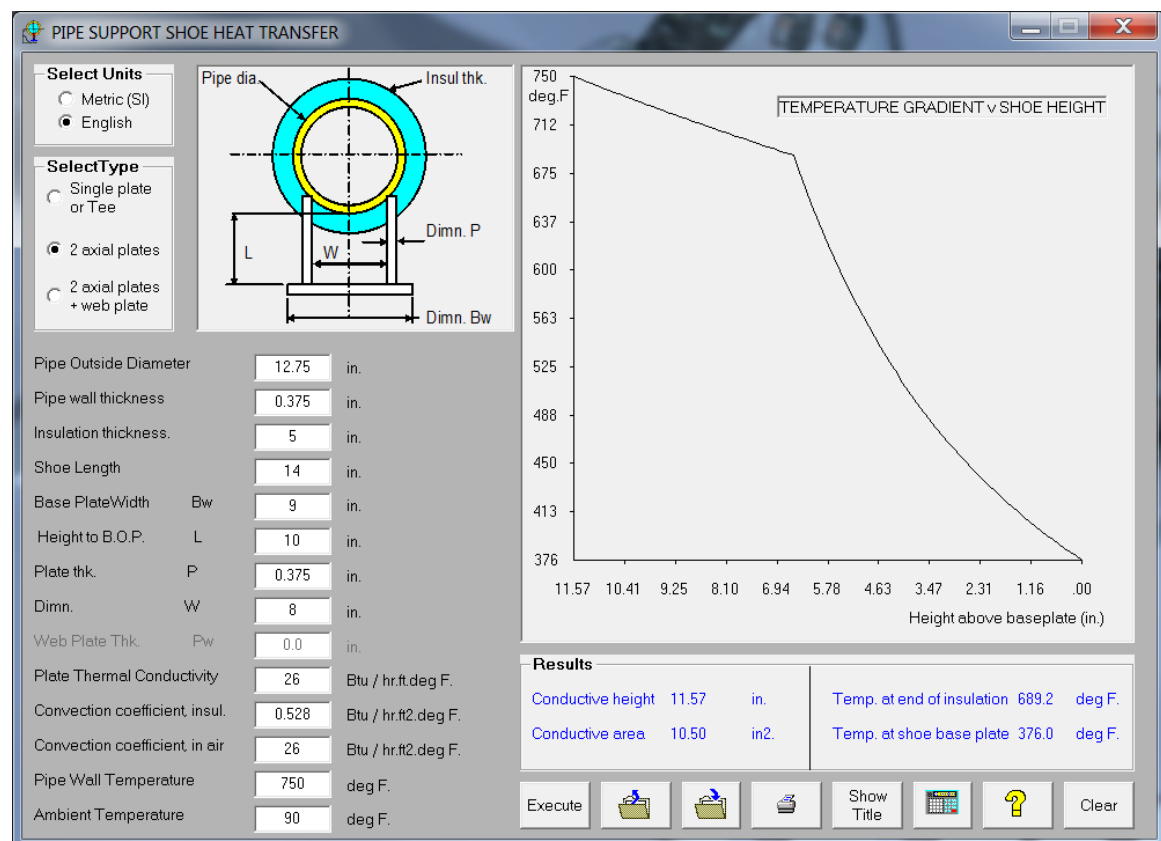 PIPE SUPPORT SHOE HEAT TRANSFER
Select Units
Metric (SI)
English
SelectType
Single plate
or Tee
2 axial plates
2 axial plates
+ web plate
Pipe dia.
Insul thk.
Dimn. P
L
W
Dimn. Bw
Pipe Outside Diameter 12.75 in.
Pipe wall thickness 0.375 in.
Insulation thickness. 5 in.
Shoe Length 14 in.
Base PlateWidth Bw 9 in.
Height to B.O.P. L 10 in.
Plate thk. P 0.375 in.
Dimn. W 8 in.
Web Plate Thk. Pw 0.0 in.
Plate Thermal Conductivity 26 Btu / hr.ft.deg F.
Convection coefficient, insul. 0.528 Btu / hr.ft2.deg F.
Convection coefficient, in air 26 Btu / hr.ft2.deg F.
Pipe Wall Temperature 750 deg F.
Ambient Temperature 90 deg F.
TEMPERATURE GRADIENT v SHOE HEIGHT
750
deg.F
712
675
637
600
563
525
488
450
413
376
11.57 10.41 9.25 8.10 6.94 5.78 4.63 3.47 2.31 1.16 .00
Height above baseplate (in.)
Results
Conductive height 11.57 in. Temp. at end of insulation 689.2 deg F.
Conductive area 10.50 in2. Temp. at shoe base plate 376.0 deg F.
Execute
Show
Title
?
Clear